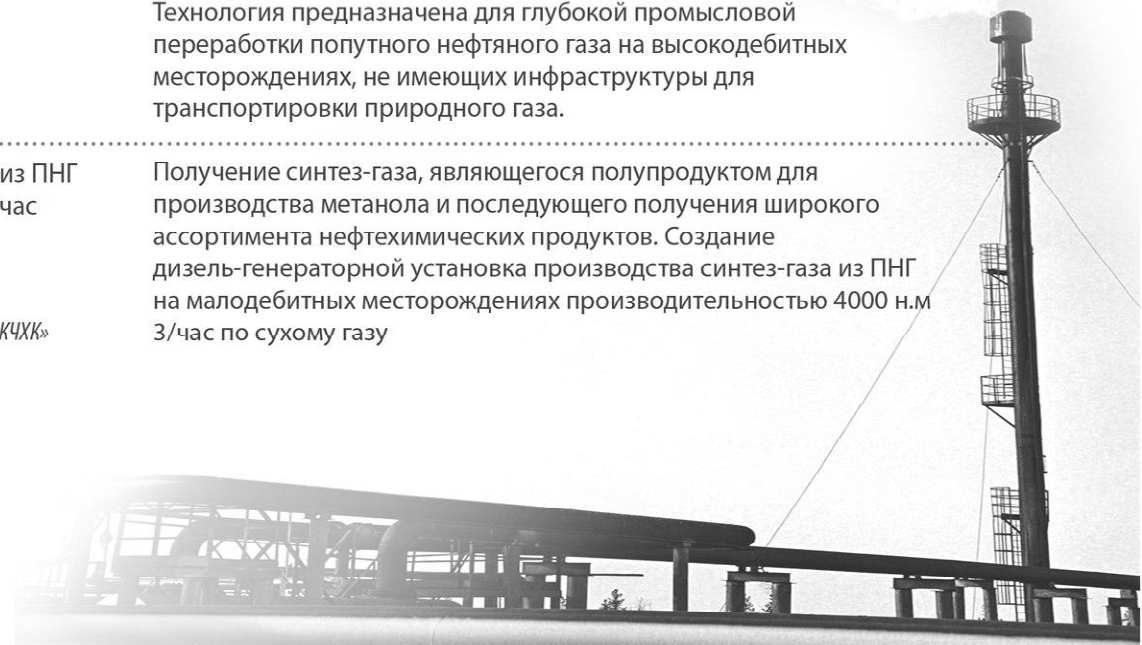 Технология предназначена для глубокой промысловой
переработки попутного нефтяного газа на высокодебитных
месторождениях, не имеющих инфраструктуры для
транспортировки природного газа.
из ПНГ
час
КЧХК»
Получение синтез-газа, являющегося полупродуктом для
производства метанола и последующего получения широкого
ассортимента нефтехимических продуктов. Создание
дизель-генераторной установка производства синтез-газа из ПНГ
на малодебитных месторождениях производительностью 4000 н.м
3/час по сухому газу